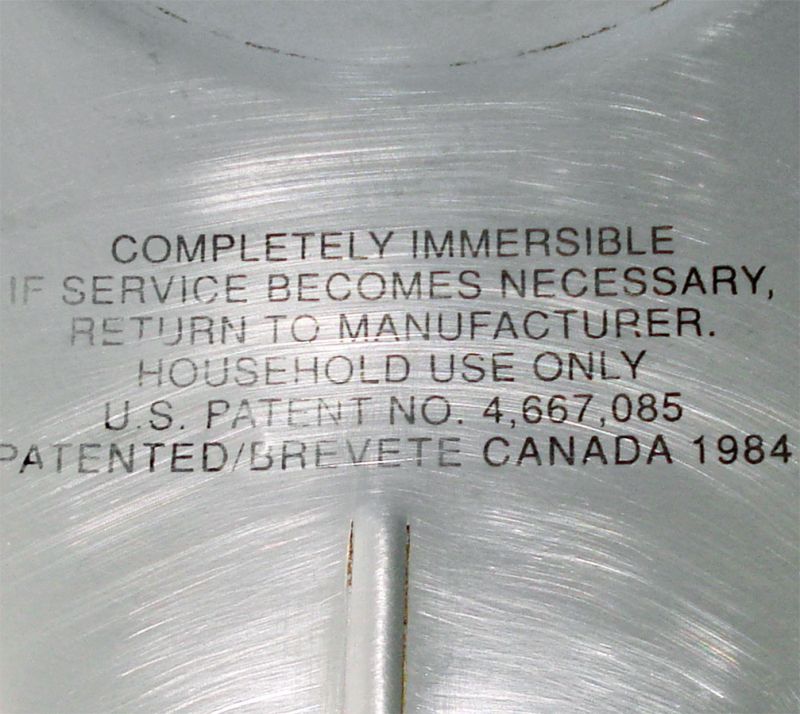 COMPLETELY IMMERSIBLE
IF SERVICE BECOMES NECESSARY,
RETURN TO MANUFACTURER.
HOUSEHOLD USE ONLY
U.S. PATENT NO. 4,667,085
PATENTED/BREVETE CANADA 1984